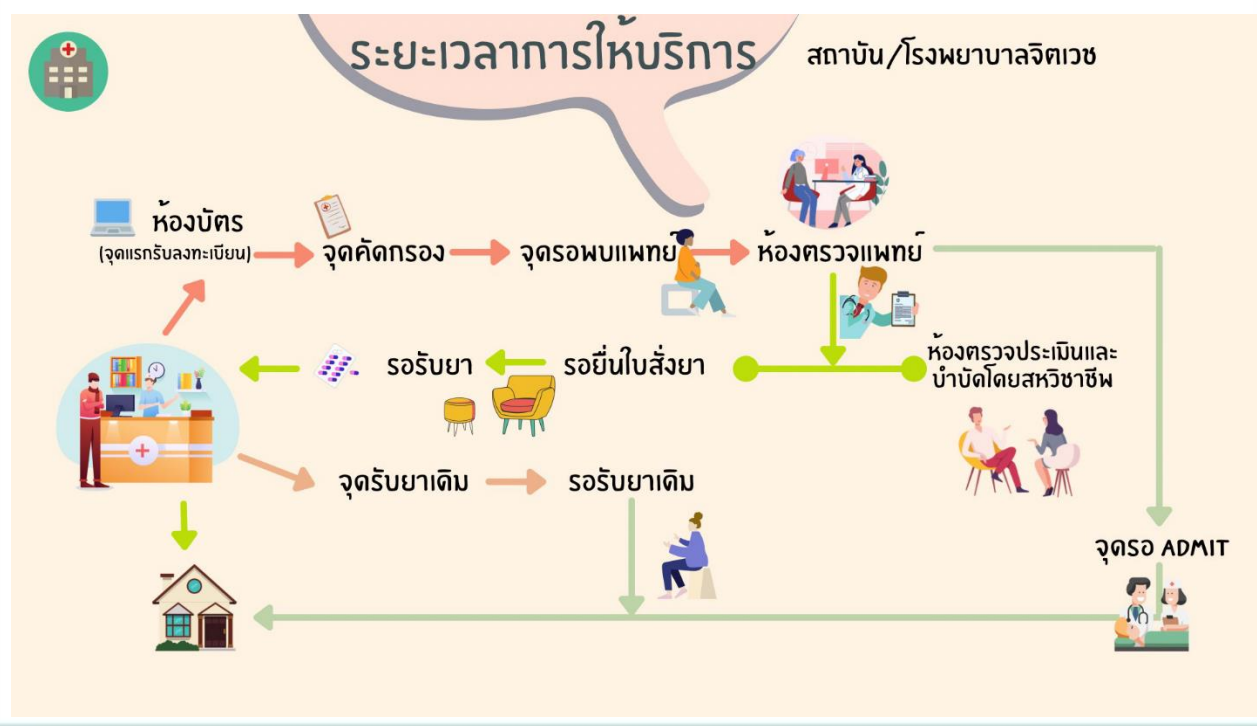 ระยะเวลาการให้บริการ
สถาบัน/โรงพยาบาลจิตเวช
ห้องบัตร
(จุดแรกรับลงทะเบียน)
จุดคัดกรอง
จุดรอพบแพทย์
ห้องตรวจแพทย์
รอรับยา
รอยื่นใบสั่งยา
ห้องตรวจประเมินและ
บำบัดโดยสหวิชาชีพ
จุดรับยาเดิม
รอรับยาเดิม
จุดรอ ADMIT